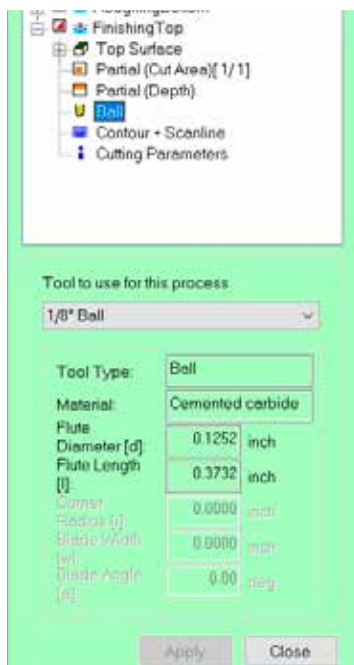 FinishingTop
Top Surface
Partial (Cut Area)[ 1/1]
Partial (Depth)
Ball
Contour + Scanline
Cutting Parameters
Tool to use for this process
1/8" Ball
Tool Type: Ball
Material: Cemented carbide
Flute
Diameter [d]: 0.1252 inch
Flute Length
[l]: 0.3732 inch
Corner
Radius [r]: 0.0000 inch
Blade Width
[w]: 0.0000 inch
Blade Angle
[a]: 0.00 deg
Apply Close